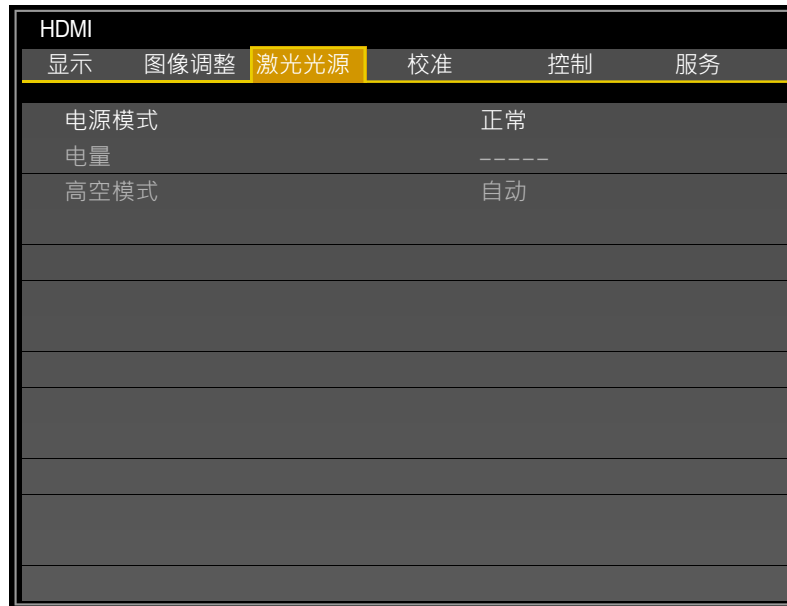 HDMI
显示 图像调整 激光光源 校准 控制 服务
电源模式 正常
电量 -----
高空模式 自动